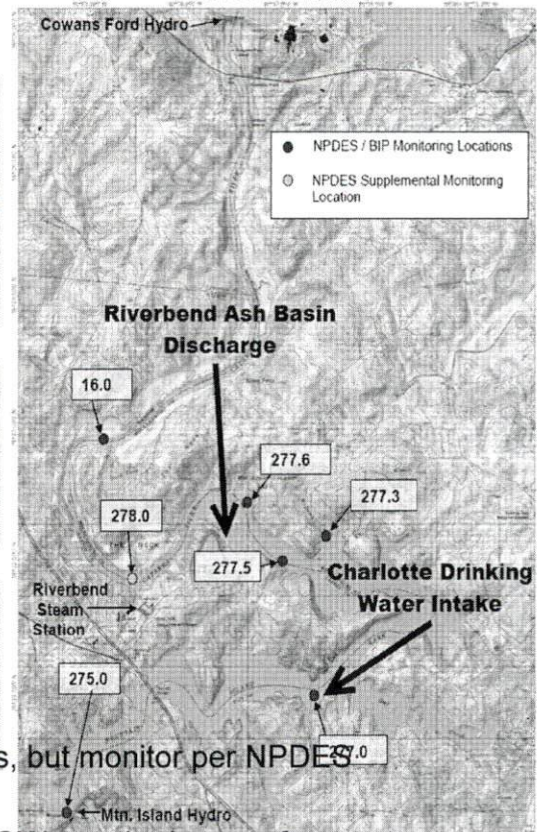 Cowans Ford Hydro
NPDES / BIP Monitoring Locations
NPDES Supplemental Monitoring
Location
Riverbend Ash Basin
Discharge
16.0
277.6
277.3
278.0
277.5
Charlotte Drinking
Water Intake
Riverbend
Steam
Station
275.0
s, but monitor per NPDES
277.0
Mtn. Island Hydro